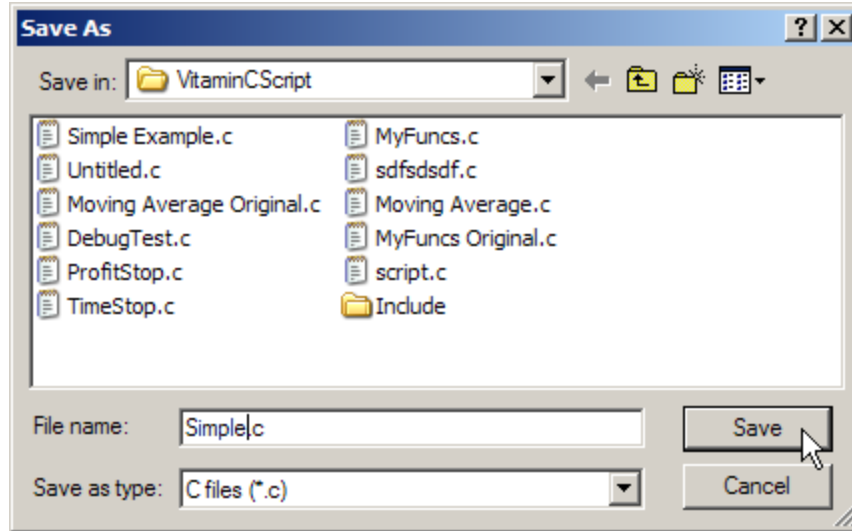 Save As
Save in: VitaminCScript
Simple Example.c MyFuncs.c
Untitled.c sdfsdsdf.c
Moving Average Original.c Moving Average.c
DebugTest.c MyFuncs Original.c
ProfitStop.c script.c
TimeStop.c Include
File name: Simple.c Save
Save as type: C files (*.c) Cancel